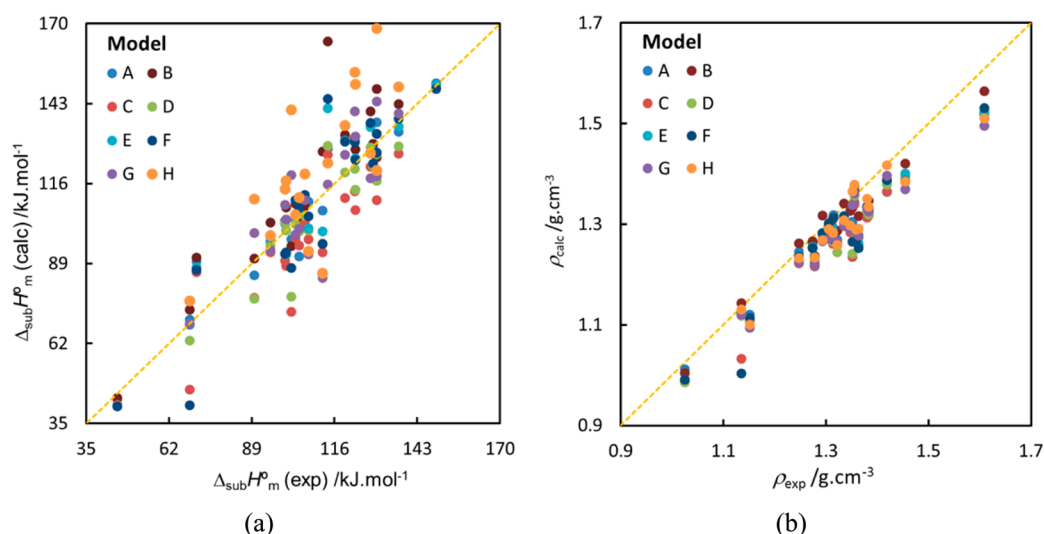 170
143
116
89
62
35
Model
A B
C D
E F
G H
ΔsubHºm (calc) /kJ.mol-1
35 62 89 116 143 170
ΔsubHºm (exp) /kJ.mol-1
(a)
1.7
1.5
1.3
1.1
0.9
Model
A B
C D
E F
G H
ρcalc /g.cm-3
0.9 1.1 1.3 1.5 1.7
ρexp /g.cm-3
(b)